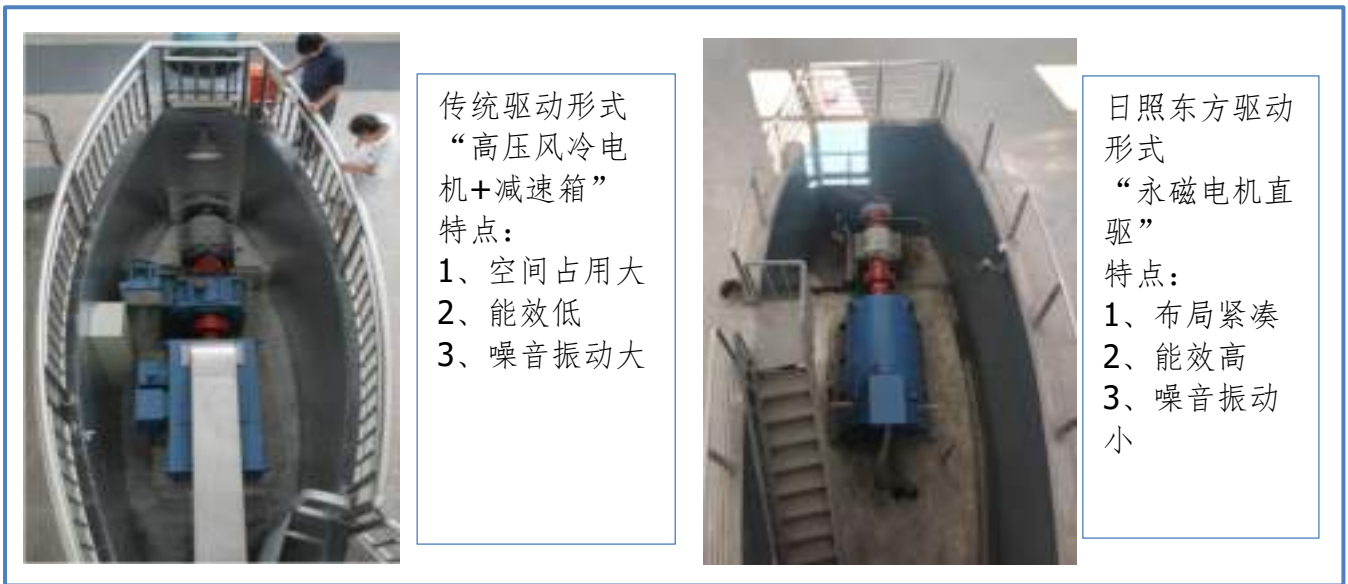 传统驱动形式
“高压风冷电
机+减速箱”
特点：
1、空间占用大
2、能效低
3、噪音振动大
日照东方驱动
形式
“永磁电机直
驱”
特点：
1、布局紧凑
2、能效高
3、噪音振动
小